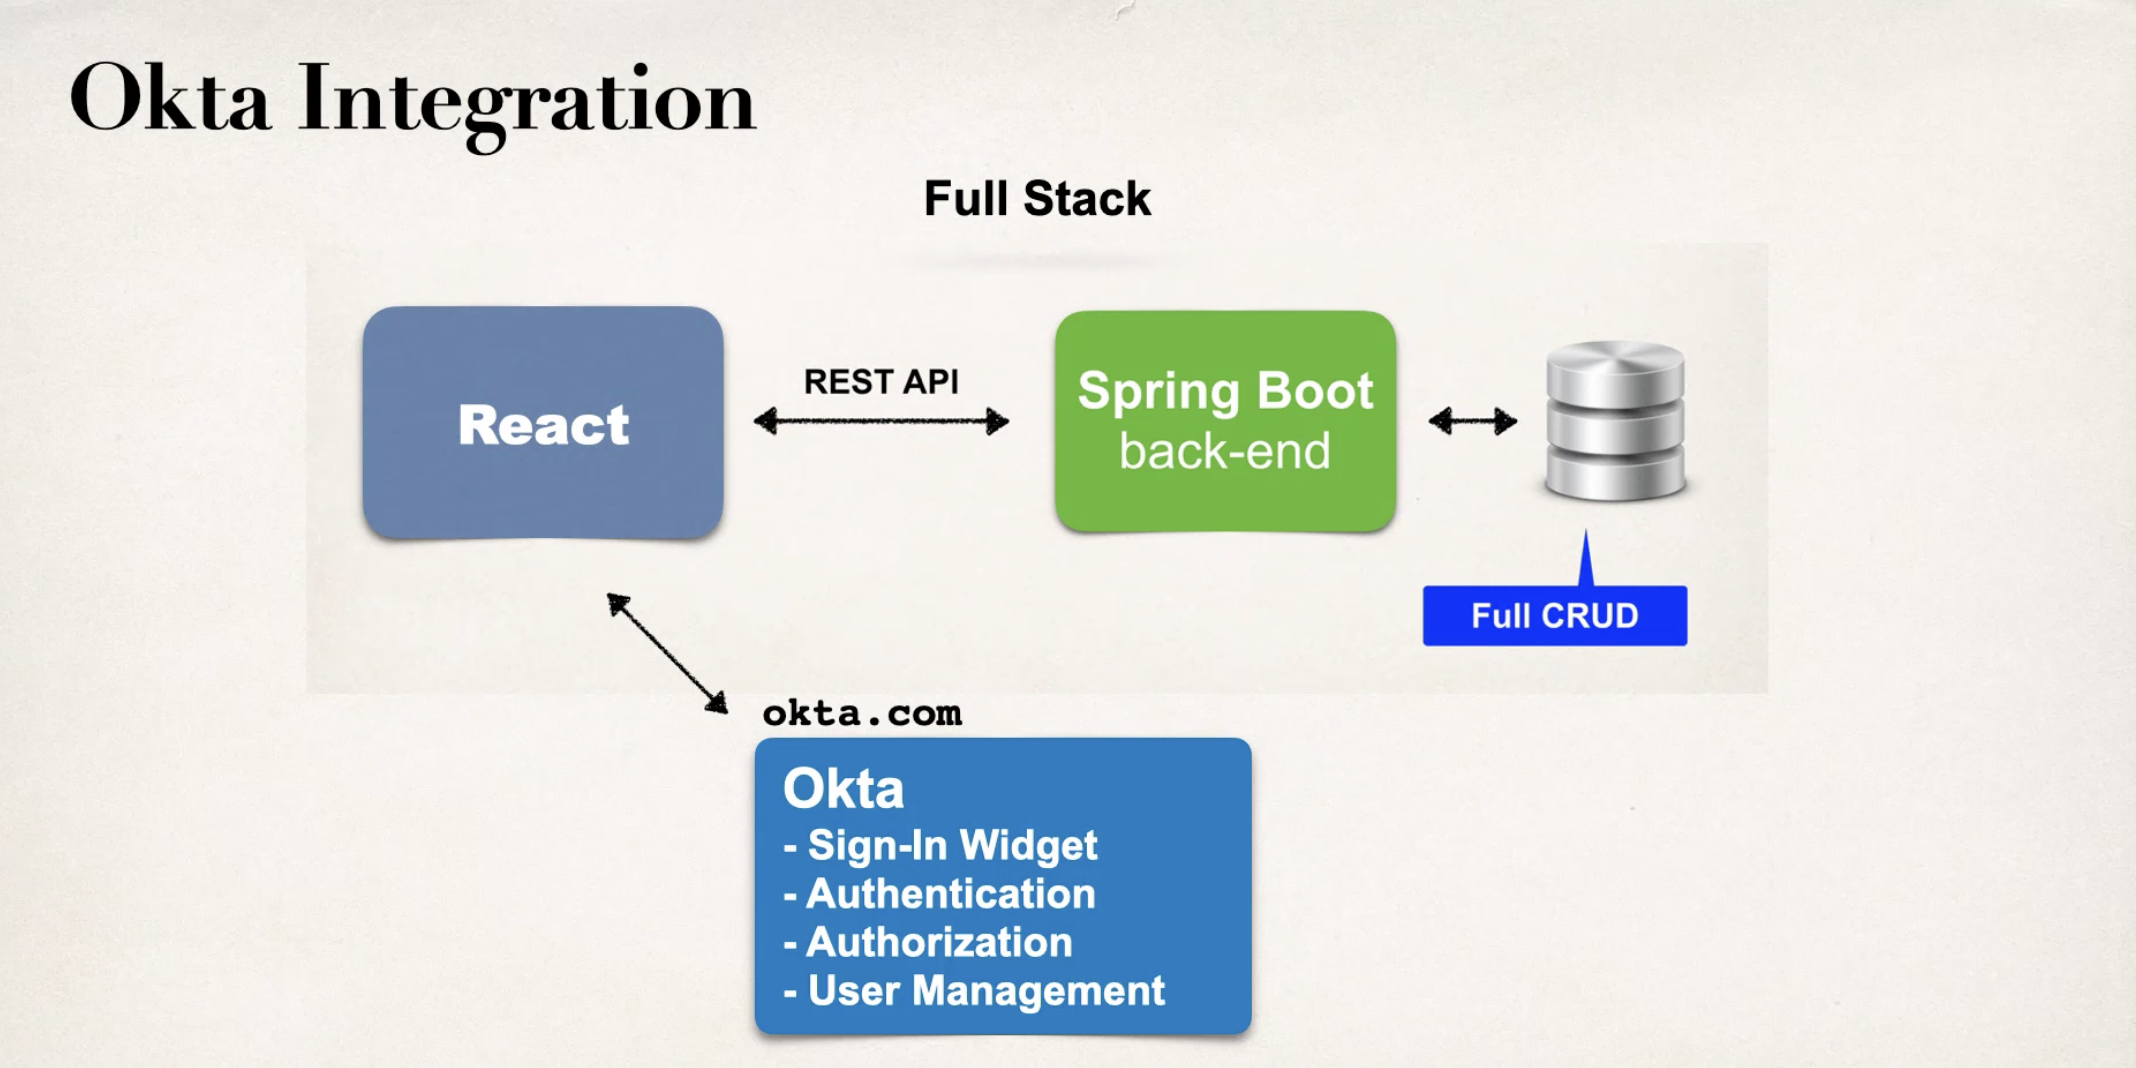 Okta Integration
Full Stack
React
REST API
Spring Boot
back-end
Full CRUD
okta.com
Okta
- Sign-In Widget
- Authentication
- Authorization
- User Management